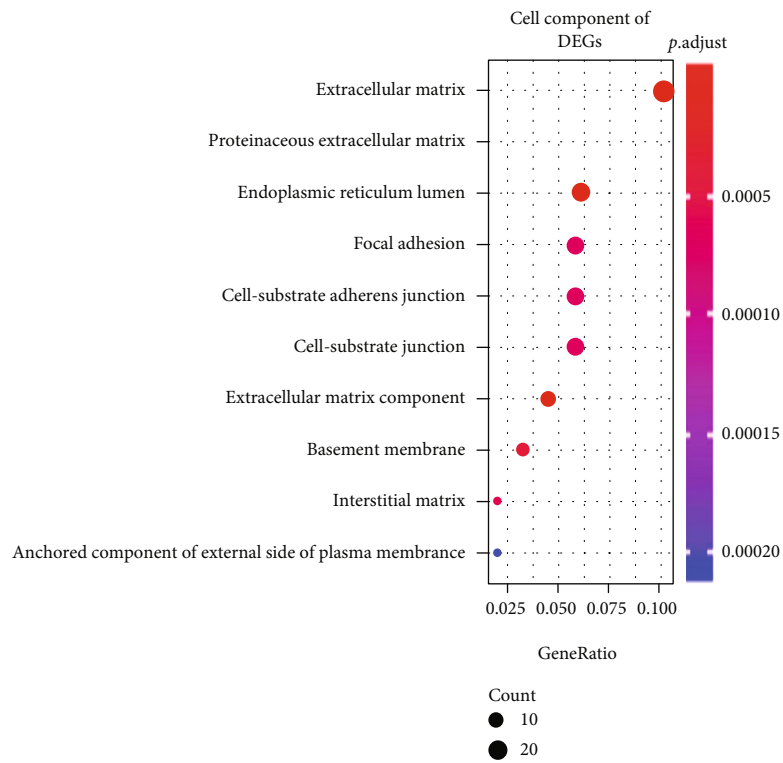 Cell component of
DEGs
p.adjust
Extracellular matrix
Proteinaceous extracellular matrix
Endoplasmic reticulum lumen
Focal adhesion
Cell-substrate adherens junction
Cell-substrate junction
Extracellular matrix component
Basement membrane
Interstitial matrix
Anchored component of external side of plasma membrance
0.0005
0.00010
0.00015
0.00020
0.025 0.050 0.075 0.100
GeneRatio
Count
10
20